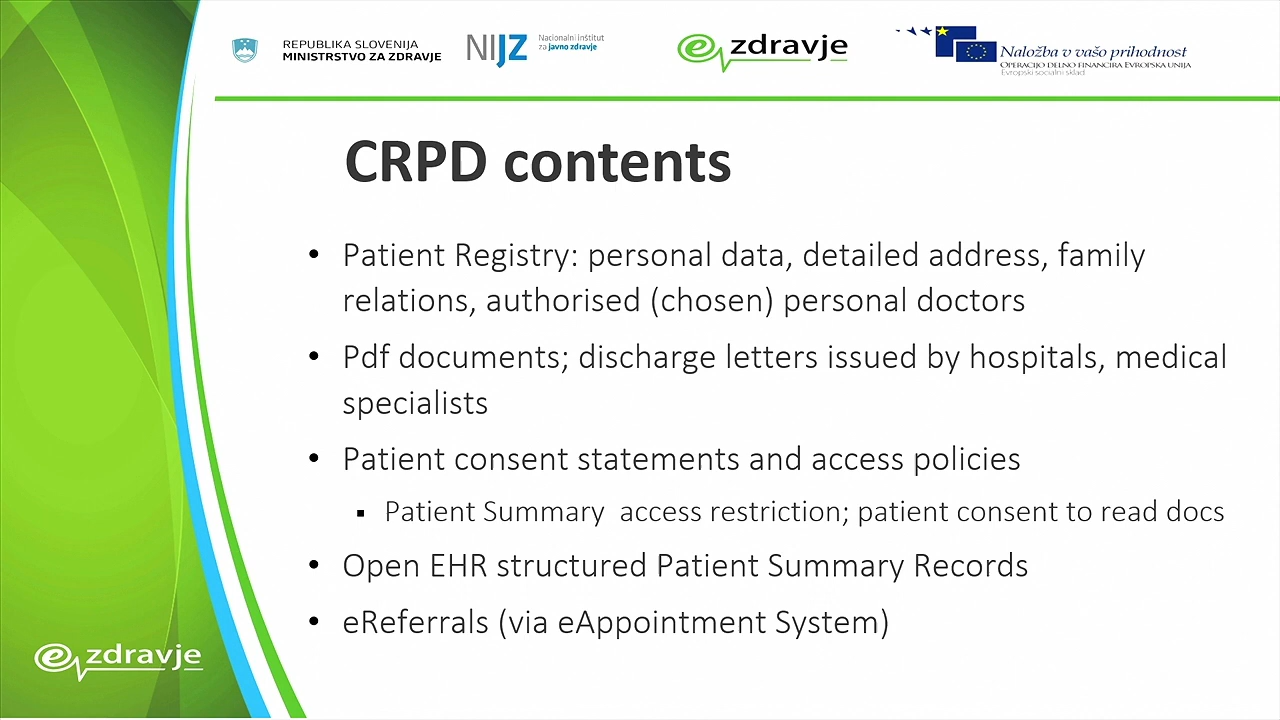 REPUBLIKA SLOVENIJA
MINISTRSTVO ZA ZDRAVJE
NIJZ
Nacionalni inštitut
za javno zdravje
e zdravje
Naložba v vašo prihodnost
OPERACIJO DELNO FINANCIRA EVROPSKA UNIJA
Evropski socialni sklad
CRPD contents
• Patient Registry: personal data, detailed address, family
relations, authorised (chosen) personal doctors
• Pdf documents; discharge letters issued by hospitals, medical
specialists
• Patient consent statements and access policies
▪ Patient Summary  access restriction; patient consent to read docs
• Open EHR structured Patient Summary Records
• eReferrals (via eAppointment System)
e zdravje